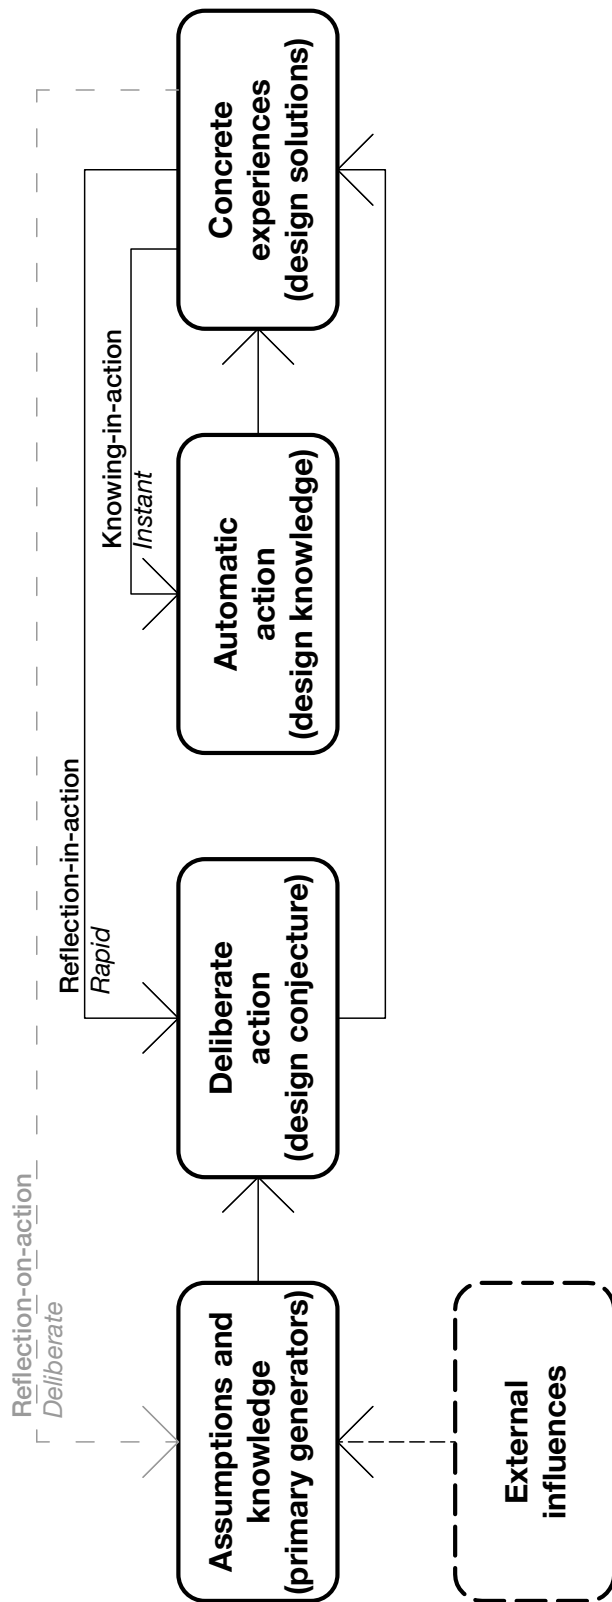 Reflection-on-action
Deliberate
Reflection-in-action
Rapid
Knowing-in-action
Instant
Assumptions and
knowledge
(primary generators)
Deliberate
action
(design conjecture)
Automatic
action
(design knowledge)
Concrete
experiences
(design solutions)
External
influences